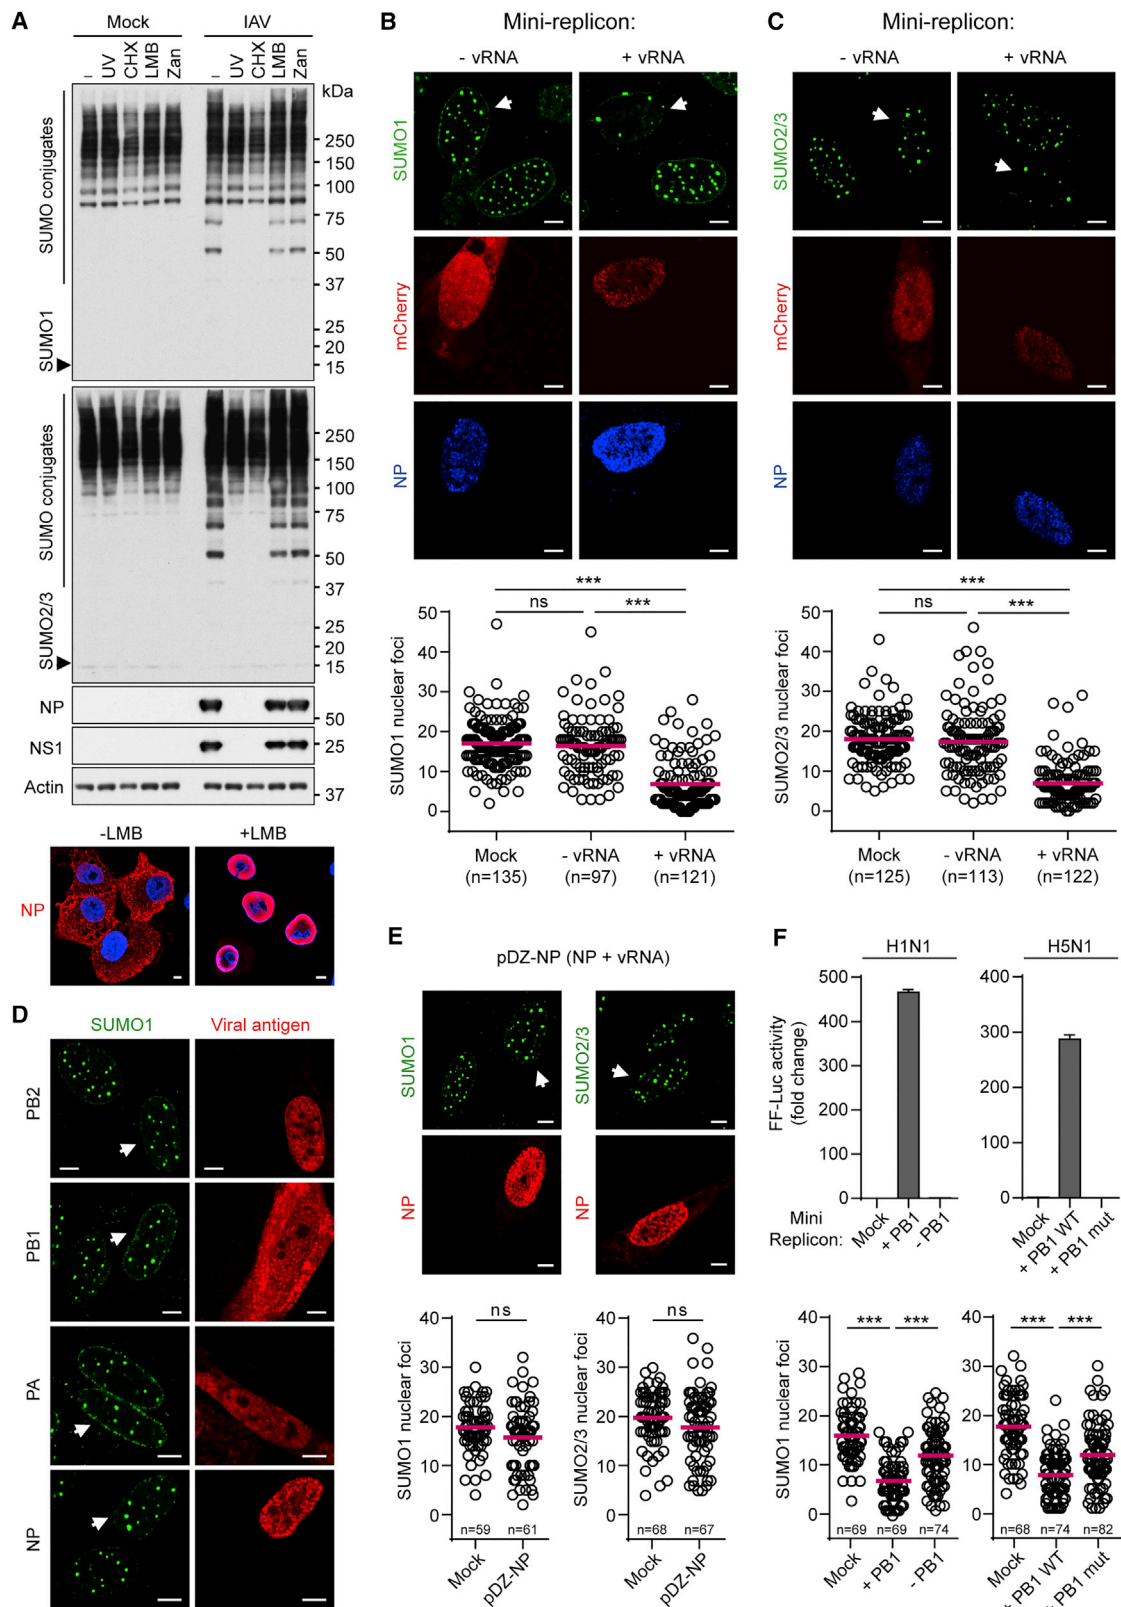 A
Mock
IAV
– UV CHX LMB Zan
– UV CHX LMB Zan
kDa
SUMO conjugates
SUMO1
250
150
100
75
50
37
25
20
15
SUMO conjugates
SUMO2/3
250
150
100
75
50
37
25
20
15
NP
50
NS1
25
Actin
37
-LMB
+LMB
NP
B
Mini-replicon:
- vRNA
+ vRNA
SUMO1
mCherry
NP
***
ns
***
SUMO1 nuclear foci
50
40
30
20
10
0
Mock
(n=135)
- vRNA
(n=97)
+ vRNA
(n=121)
C
Mini-replicon:
- vRNA
+ vRNA
SUMO2/3
mCherry
NP
***
ns
***
SUMO2/3 nuclear foci
50
40
30
20
10
0
Mock
(n=125)
- vRNA
(n=113)
+ vRNA
(n=122)
D
SUMO1
Viral antigen
PB2
PB1
PA
NP
E
pDZ-NP (NP + vRNA)
SUMO1
SUMO2/3
NP
NP
ns
SUMO1 nuclear foci
40
30
20
10
0
n=59
n=61
Mock
pDZ-NP
ns
SUMO2/3 nuclear foci
40
30
20
10
0
n=68
n=67
Mock
pDZ-NP
F
H1N1
H5N1
FF-Luc activity
(fold change)
500
400
300
200
100
0
400
300
200
100
0
Mini
Replicon:
Mock
+ PB1
- PB1
Mock
+ PB1 WT
+ PB1 mut
SUMO1 nuclear foci
40
30
20
10
0
***
***
n=69
n=69
n=74
Mock
+ PB1
- PB1
40
30
20
10
0
***
***
n=68
n=74
n=82
Mock
+ PB1 WT
+ PB1 mut